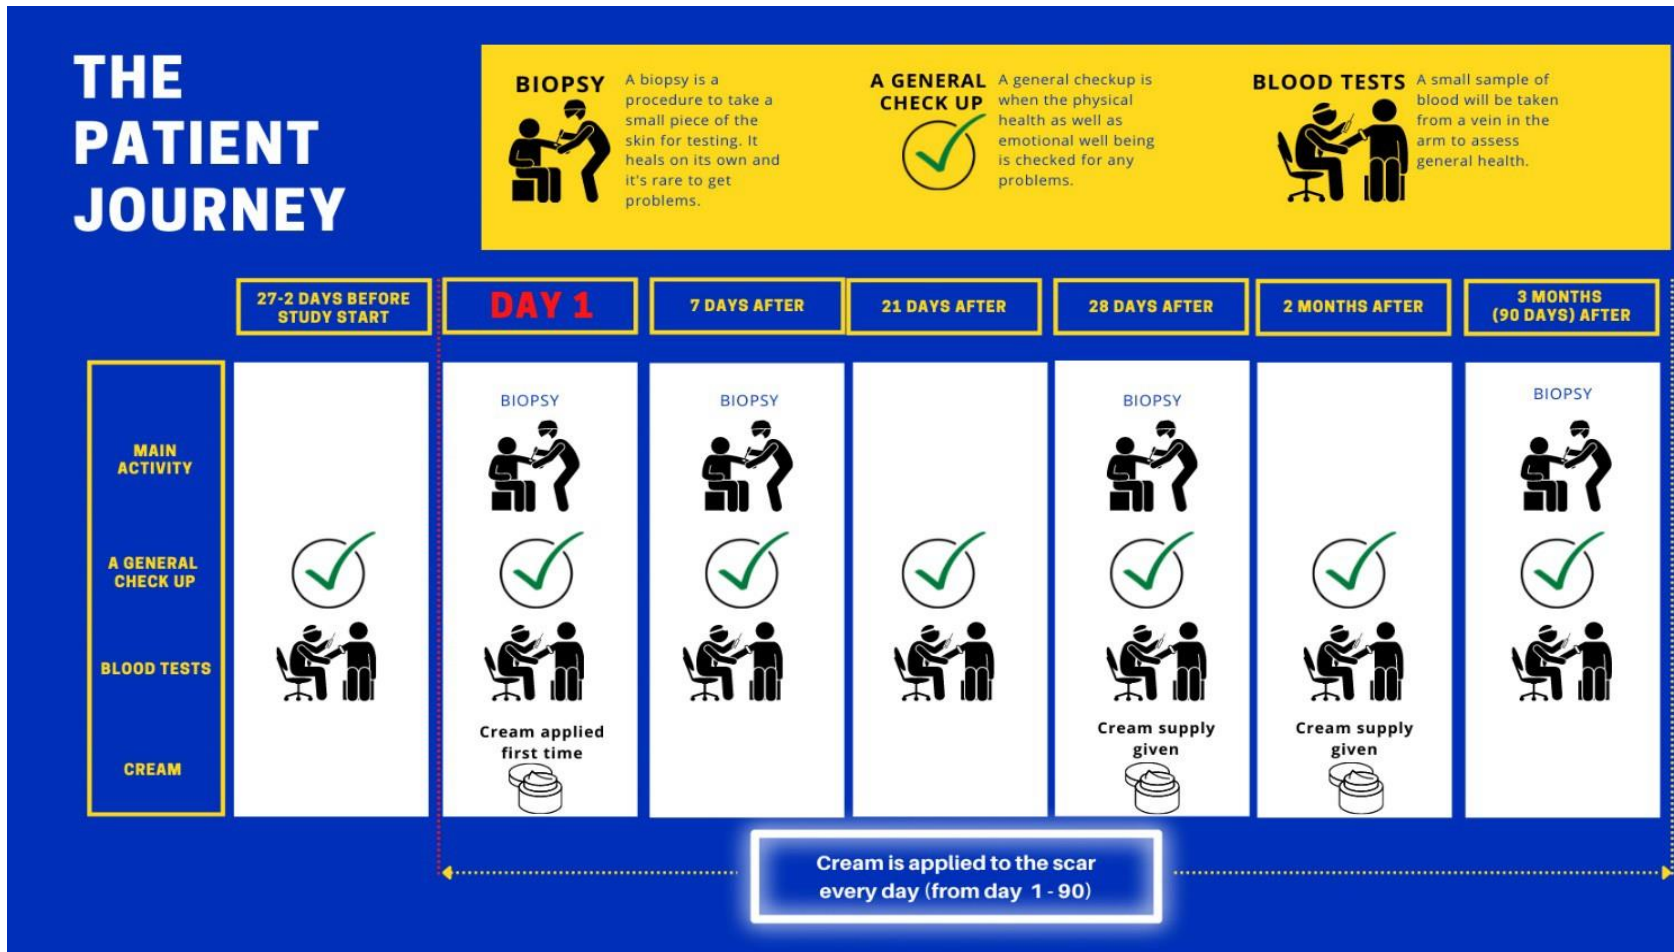 THE
PATIENT
JOURNEY
BIOPSY
A biopsy is a
procedure to take a
small piece of the
skin for testing. It
heals on its own and
it's rare to get
problems.
A GENERAL
CHECK UP
A general checkup is
when the physical
health as well as
emotional well being
is checked for any
problems.
BLOOD TESTS
A small sample of
blood will be taken
from a vein in the
arm to assess
general health.
27-2 DAYS BEFORE
STUDY START
DAY 1
7 DAYS AFTER
21 DAYS AFTER
28 DAYS AFTER
2 MONTHS AFTER
3 MONTHS
(90 DAYS) AFTER
MAIN
ACTIVITY
BIOPSY
BIOPSY
BIOPSY
BIOPSY
A GENERAL
CHECK UP
BLOOD TESTS
CREAM
Cream applied
first time
Cream supply
given
Cream supply
given
Cream is applied to the scar
every day (from day 1 - 90)